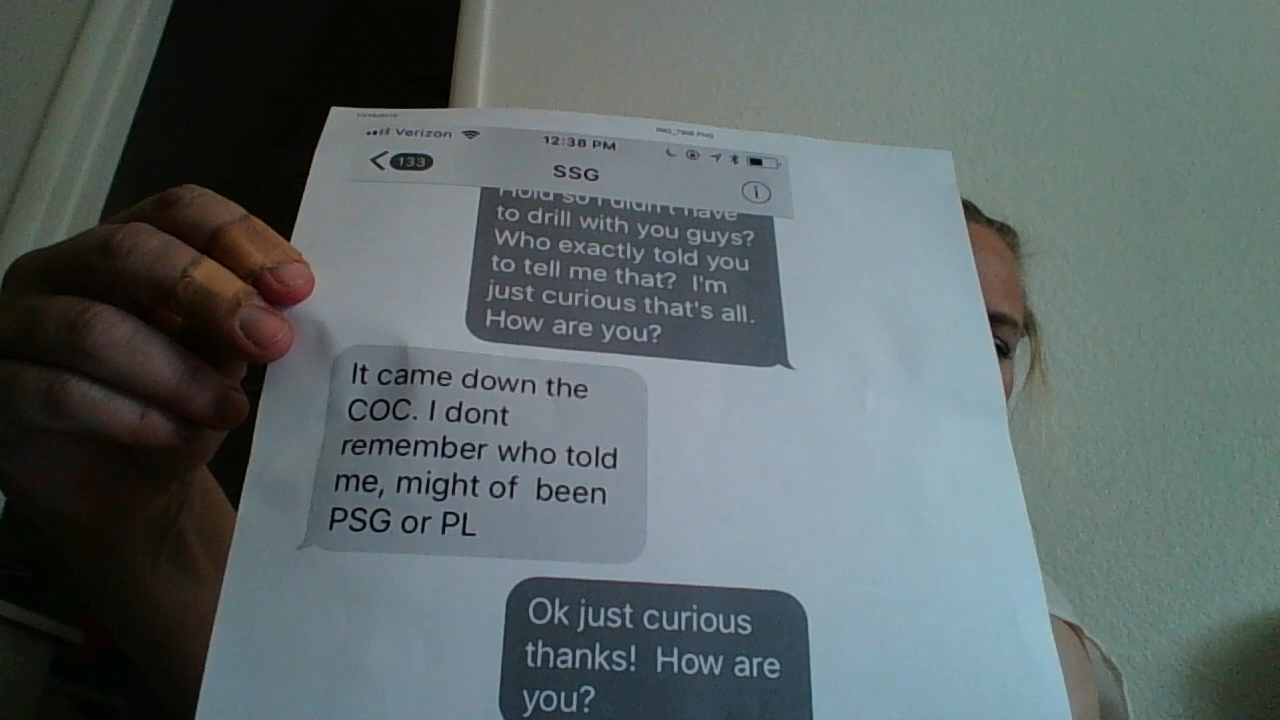 Verizon
12:38 PM
133
SSG
to drill with you guys?
Who exactly told you
to tell me that? I'm
just curious that's all.
How are you?
It came down the
COC. I dont
remember who told
me, might of been
PSG or PL
Ok just curious
thanks! How are
you?